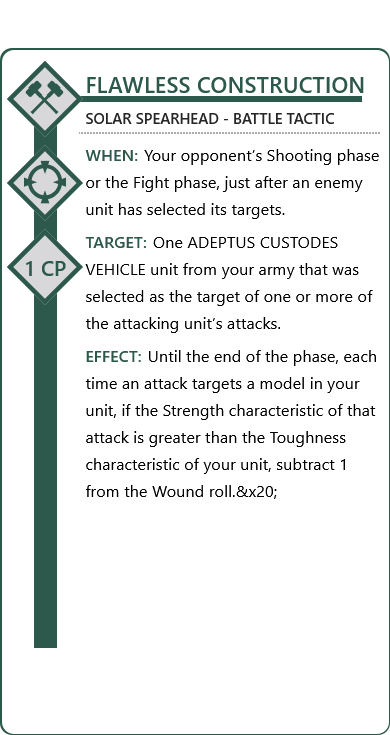 FLAWLESS CONSTRUCTION
SOLAR SPEARHEAD - BATTLE TACTIC
WHEN: Your opponent's Shooting phase
or the Fight phase, just after an enemy
unit has selected its targets.
1 CP
TARGET: One ADEPTUS CUSTODES
VEHICLE unit from your army that was
selected as the target of one or more of
the attacking unit's attacks.
EFFECT: Until the end of the phase, each
time an attack targets a model in your
unit, if the Strength characteristic of that
attack is greater than the Toughness
characteristic of your unit, subtract 1
from the Wound roll.&x20;